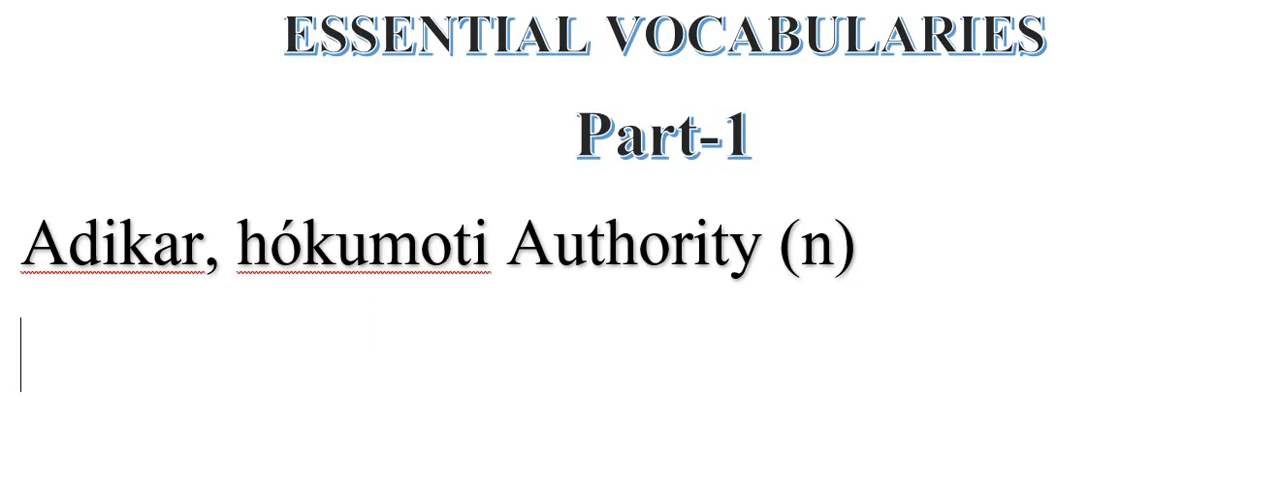 ESSENTIAL VOCABULARIES
Part-1
Adikar, hókumoti Authority (n)